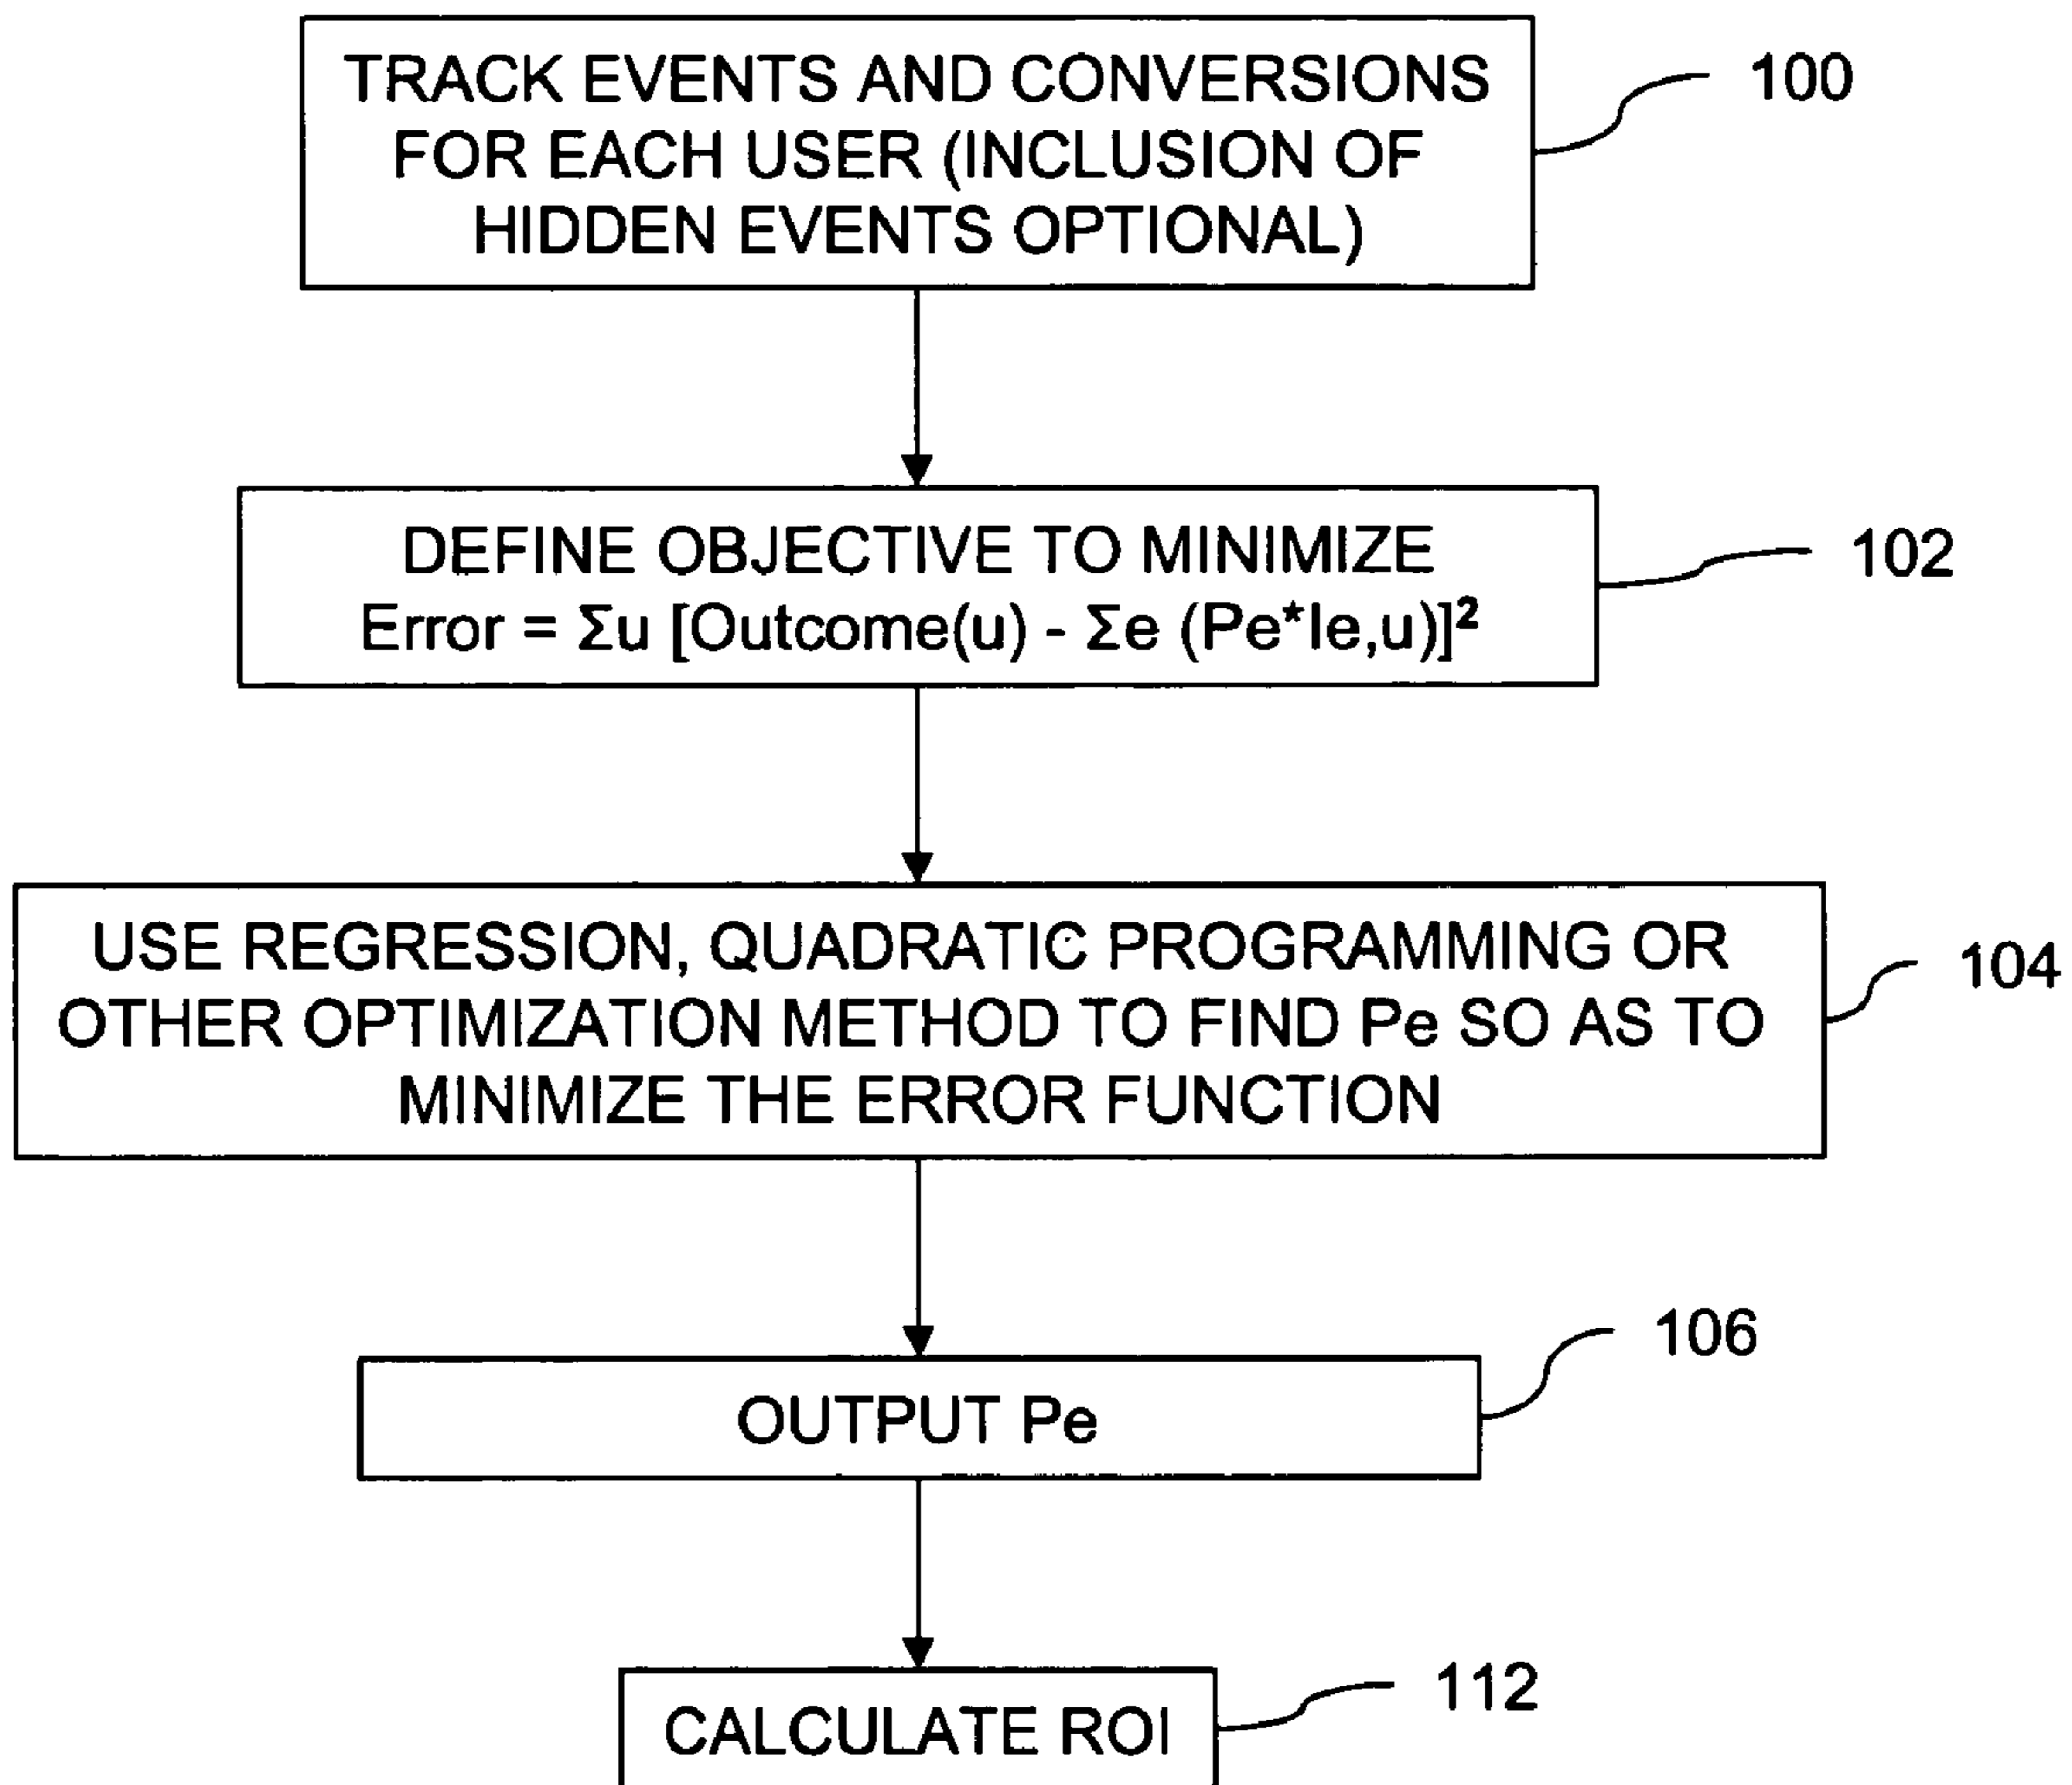 TRACK EVENTS AND CONVERSIONS
FOR EACH USER (INCLUSION OF
HIDDEN EVENTS OPTIONAL)
100
DEFINE OBJECTIVE TO MINIMIZE
Error = Σu [Outcome(u) - Σe (Pe*Ie,u)]²
102
USE REGRESSION, QUADRATIC PROGRAMMING OR
OTHER OPTIMIZATION METHOD TO FIND Pe SO AS TO
MINIMIZE THE ERROR FUNCTION
104
OUTPUT Pe
106
CALCULATE ROI
112